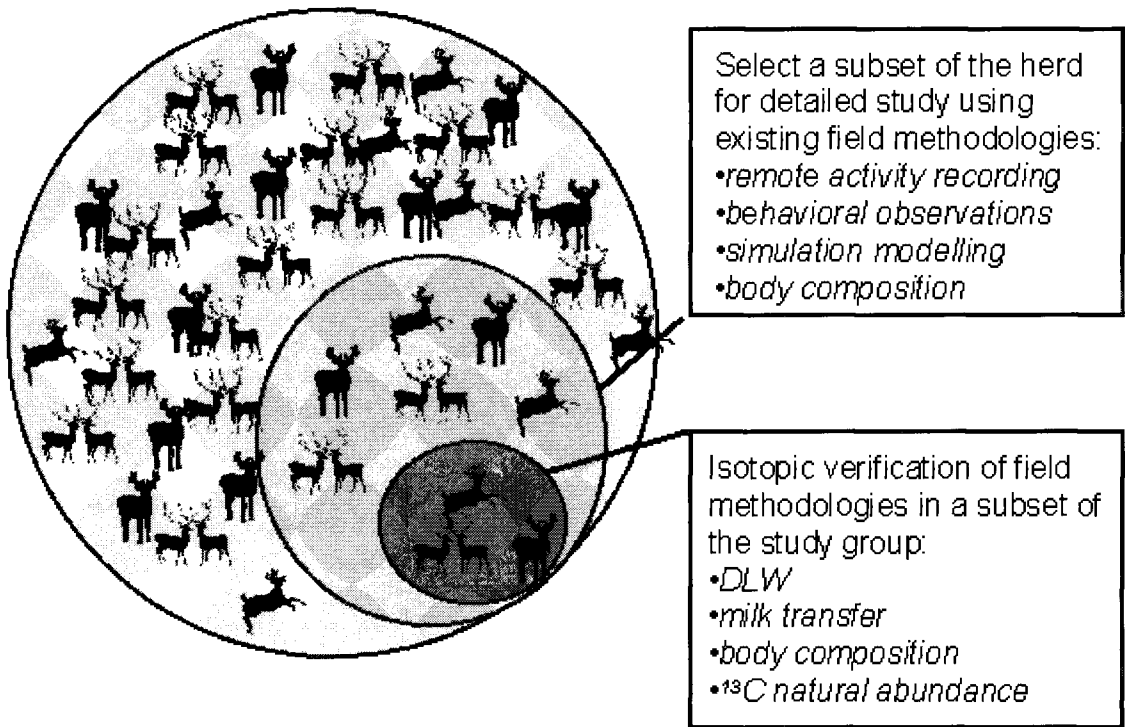 Select a subset of the herd
for detailed study using
existing field methodologies:
•remote activity recording
•behavioral observations
•simulation modelling
•body composition
Isotopic verification of field
methodologies in a subset of
the study group:
•DLW
•milk transfer
•body composition
•¹³C natural abundance